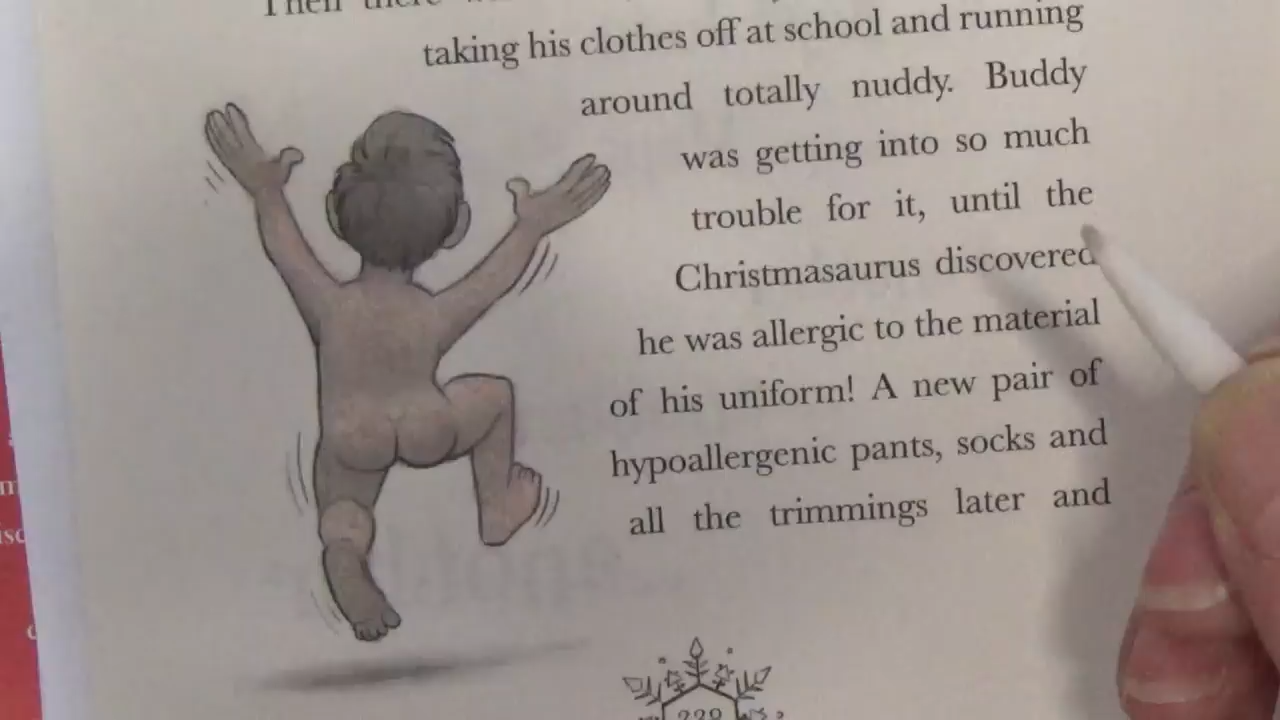 Then there
taking his clothes off at school and running
around totally nuddy. Buddy
was getting into so much
trouble for it, until the
Christmasaurus discovered
he was allergic to the material
of his uniform! A new pair of
hypoallergenic pants, socks and
all the trimmings later and